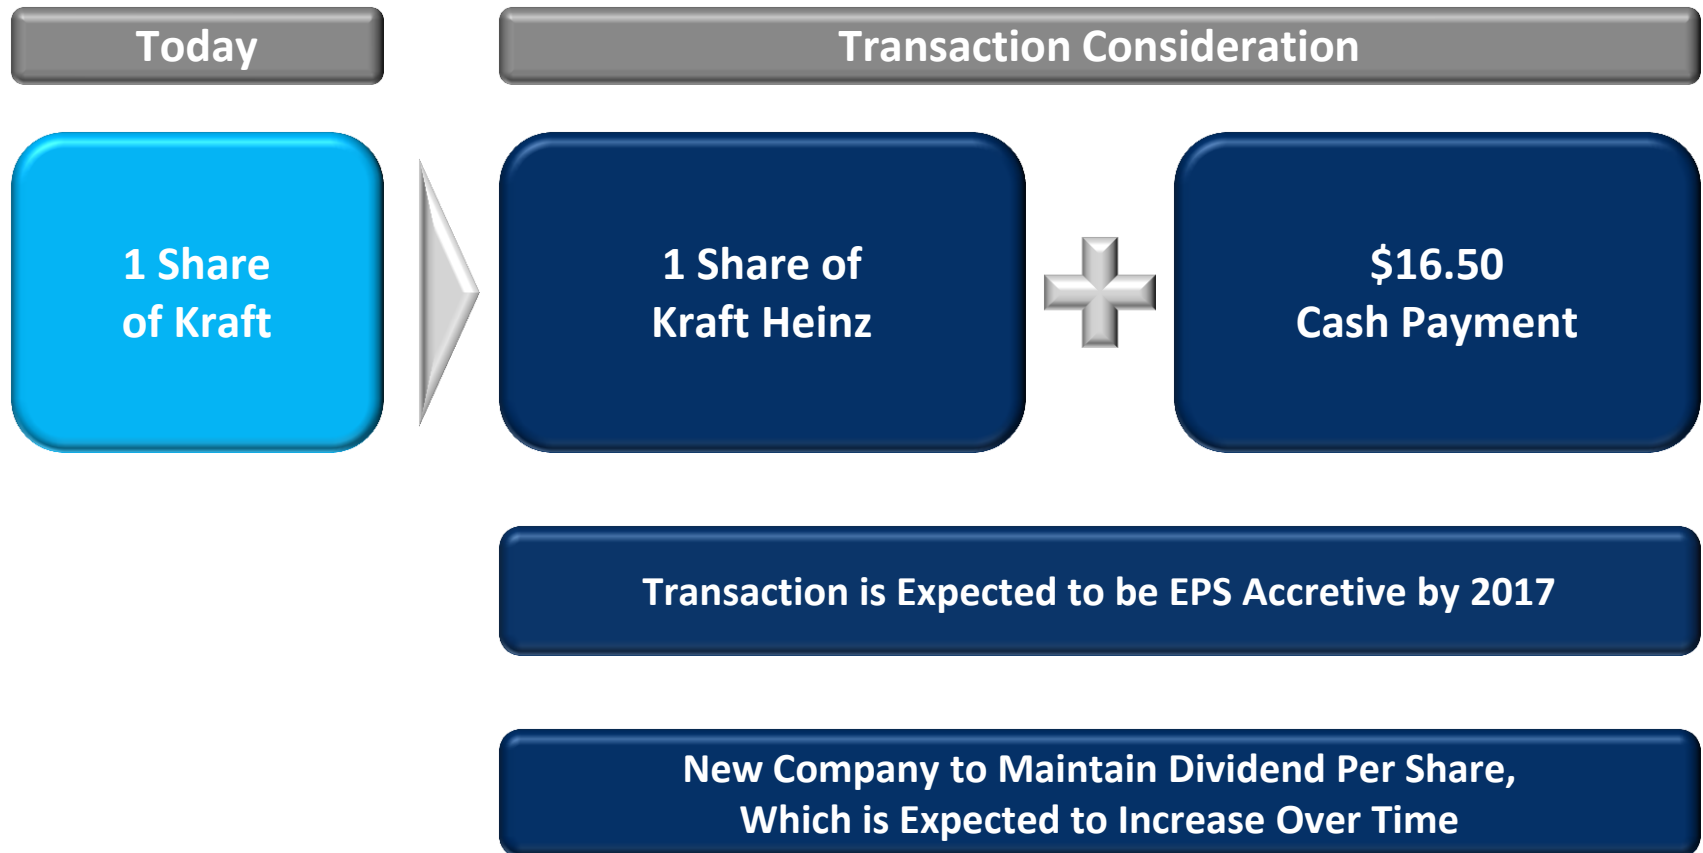 Today
Transaction Consideration
1 Share
of Kraft
1 Share of
Kraft Heinz
$16.50
Cash Payment
Transaction is Expected to be EPS Accretive by 2017
New Company to Maintain Dividend Per Share,
Which is Expected to Increase Over Time